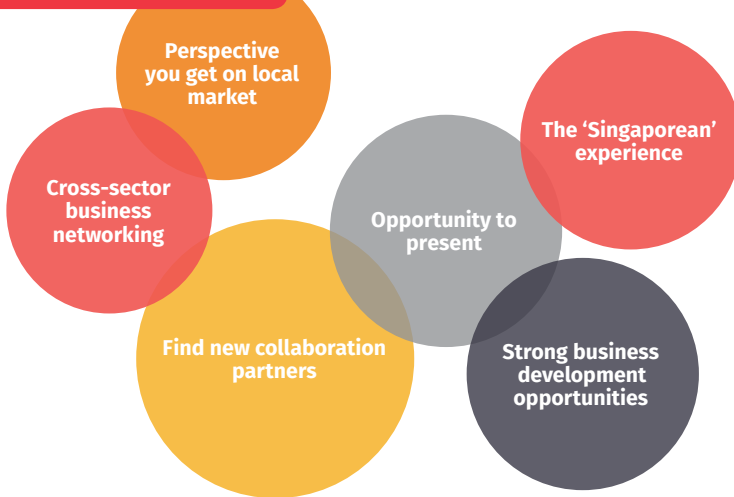 Perspective
you get on local
market
The ‘Singaporean’
experience
Cross-sector
business
networking
Opportunity to
present
Find new collaboration
partners
Strong business
development
opportunities